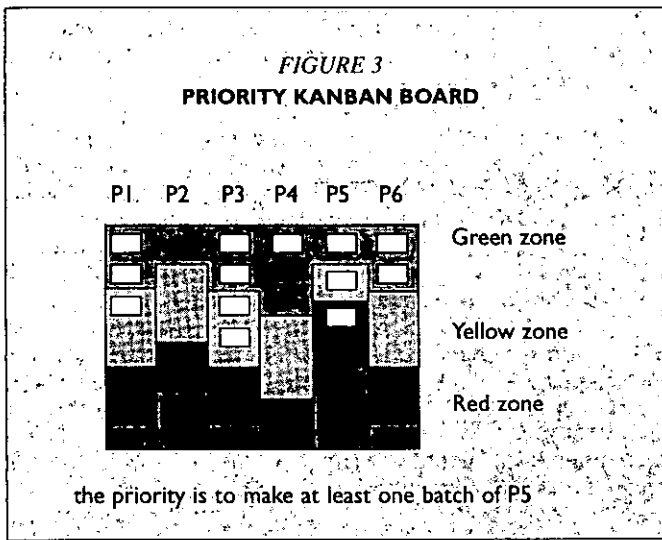 FIGURE 3
PRIORITY KANBAN BOARD
P1. P2 P3 P4 P5 P6
Green zone
Yellow zone
Red zone
the priority is to make at least one batch of P5